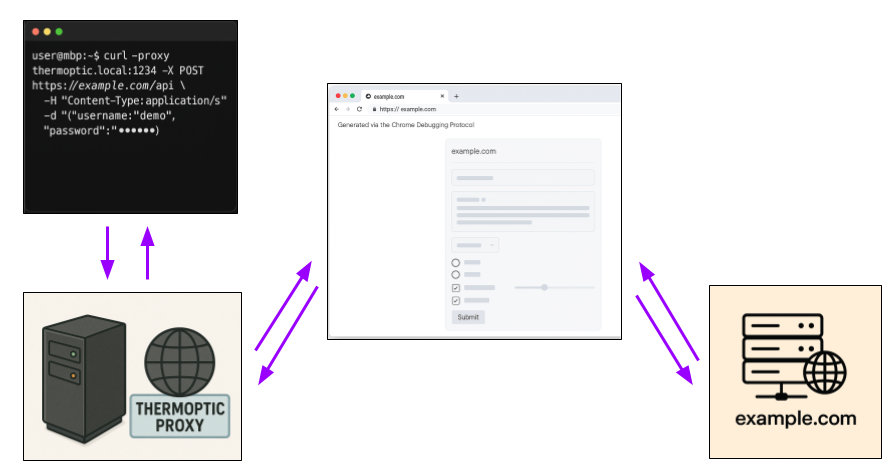 user@mbp:~$ curl –proxy
thermoptic.local:1234 –X POST
https://example.com/api \
–H "Content-Type:application/s"
–d "("username:"demo",
"password":"●●●●●●)
example.com
https:// example.com
Generated via the Chrome Debugging Protocol
example.com
Submit
THERMOPTIC
PROXY
example.com